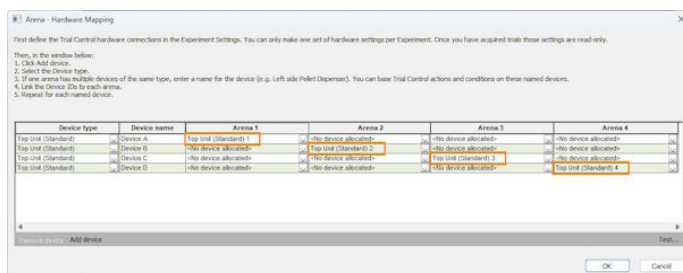 Arena - Hardware Mapping
First define the Trial Control hardware connections in the Experiment Settings. You can only make one set of hardware settings per Experiment. Once you have acquired trials those settings are read-only.
Then, in the window below:
1. Click Add device.
2. Select the Device type.
3. If one arena has multiple devices of the same type, enter a name for the device (e.g. Left side Pellet Dispenser). You can base Trial Control actions and conditions on these named devices.
4. Link the Device IDs to each arena.
5. Repeat for each named device.
Device type Device name Arena 1 Arena 2 Arena 3 Arena 4
Top Unit (Standard) Device A Top Unit (Standard) 1 <No device allocated> <No device allocated> <No device allocated>
Top Unit (Standard) Device B <No device allocated> Top Unit (Standard) 2 <No device allocated> <No device allocated>
Top Unit (Standard) Device C <No device allocated> <No device allocated> Top Unit (Standard) 3 <No device allocated>
Top Unit (Standard) Device D <No device allocated> <No device allocated> <No device allocated> Top Unit (Standard) 4
Remove device Add device Test...
OK Cancel